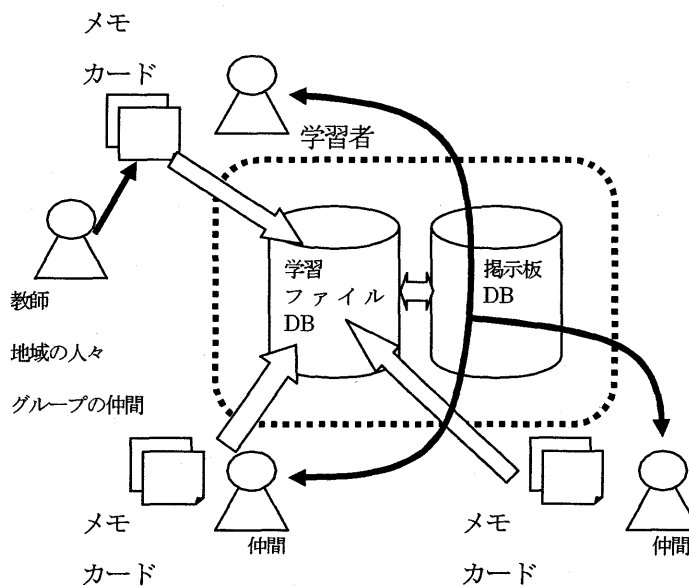 メモ
カード
学習者
学習
ファイル
DB
掲示板
DB
教師
地域の人々
グループの仲間
メモ
カード
仲間
メモ
カード
仲間